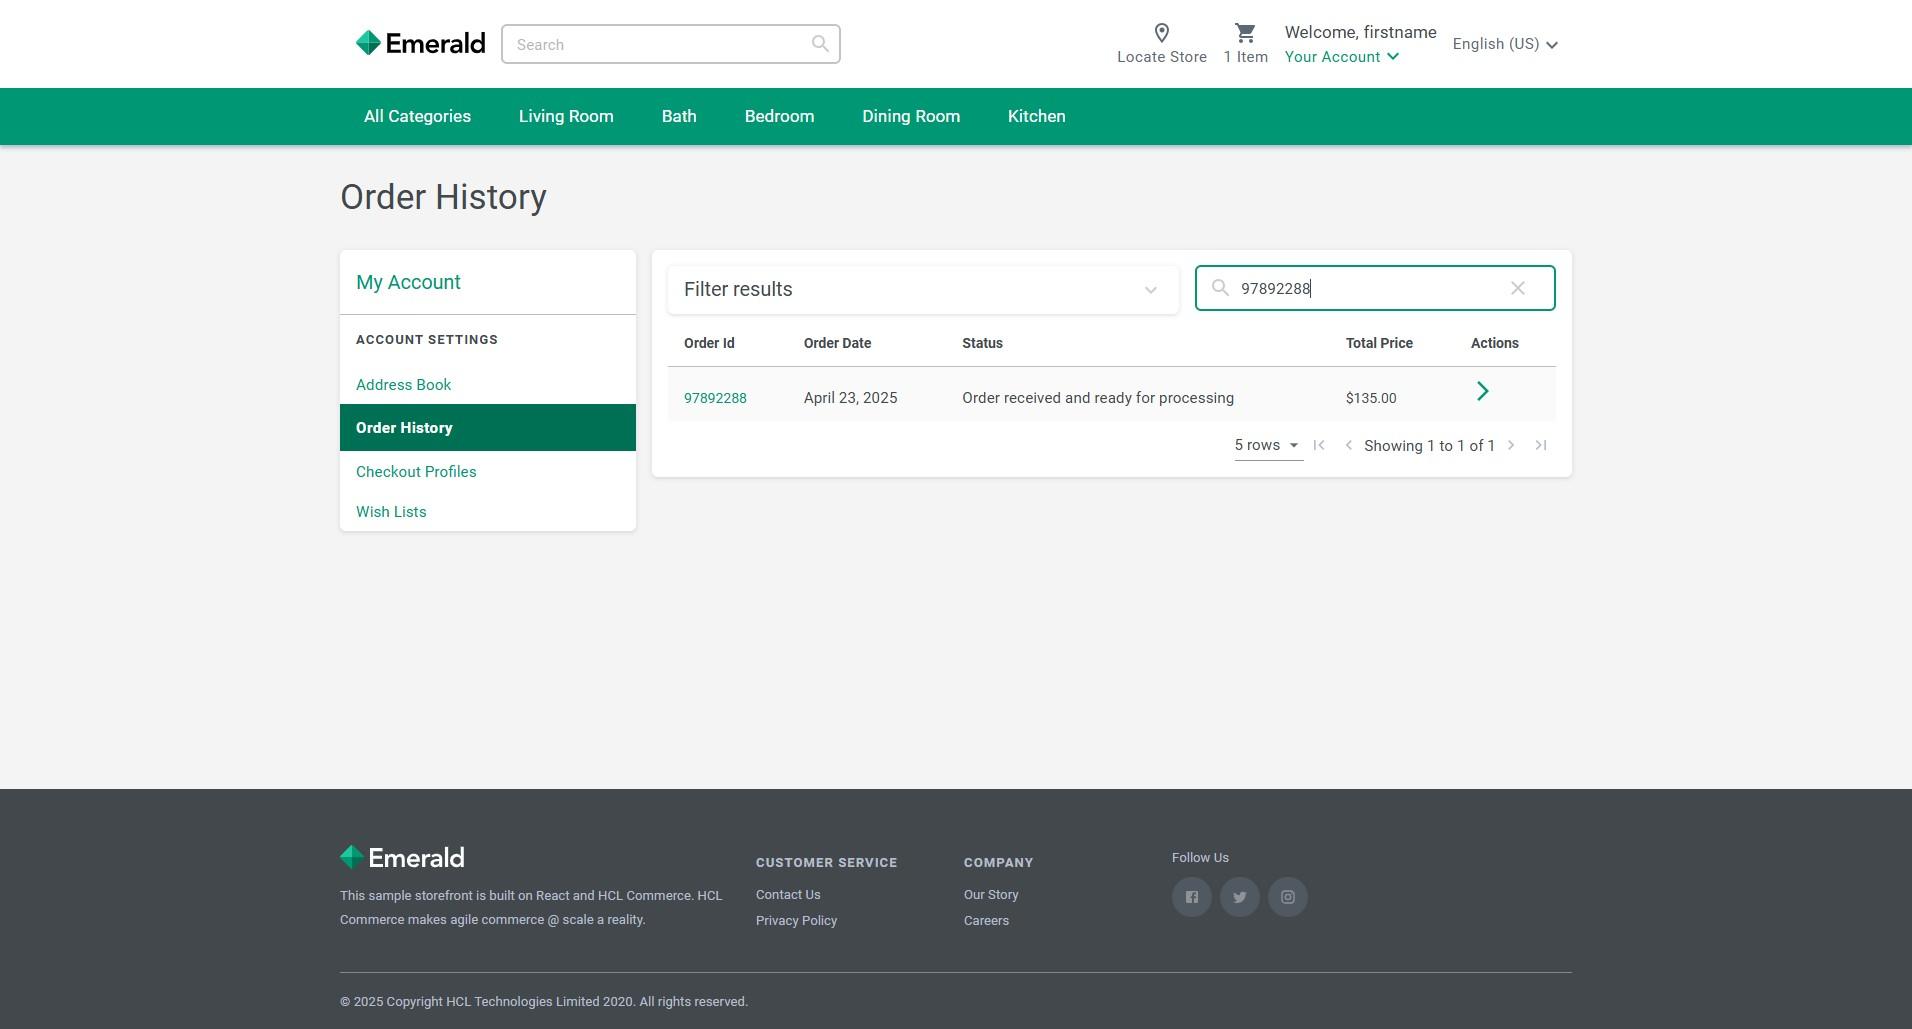 Emerald
Search
Locate Store
1 Item
Welcome, firstname
Your Account
English (US)
All Categories
Living Room
Bath
Bedroom
Dining Room
Kitchen
Order History
My Account
ACCOUNT SETTINGS
Address Book
Order History
Checkout Profiles
Wish Lists
Filter results
97892288
Order Id Order Date Status Total Price Actions
97892288 April 23, 2025 Order received and ready for processing $135.00
5 rows Showing 1 to 1 of 1
Emerald
This sample storefront is built on React and HCL Commerce. HCL
Commerce makes agile commerce @ scale a reality.
CUSTOMER SERVICE
Contact Us
Privacy Policy
COMPANY
Our Story
Careers
Follow Us
© 2025 Copyright HCL Technologies Limited 2020. All rights reserved.